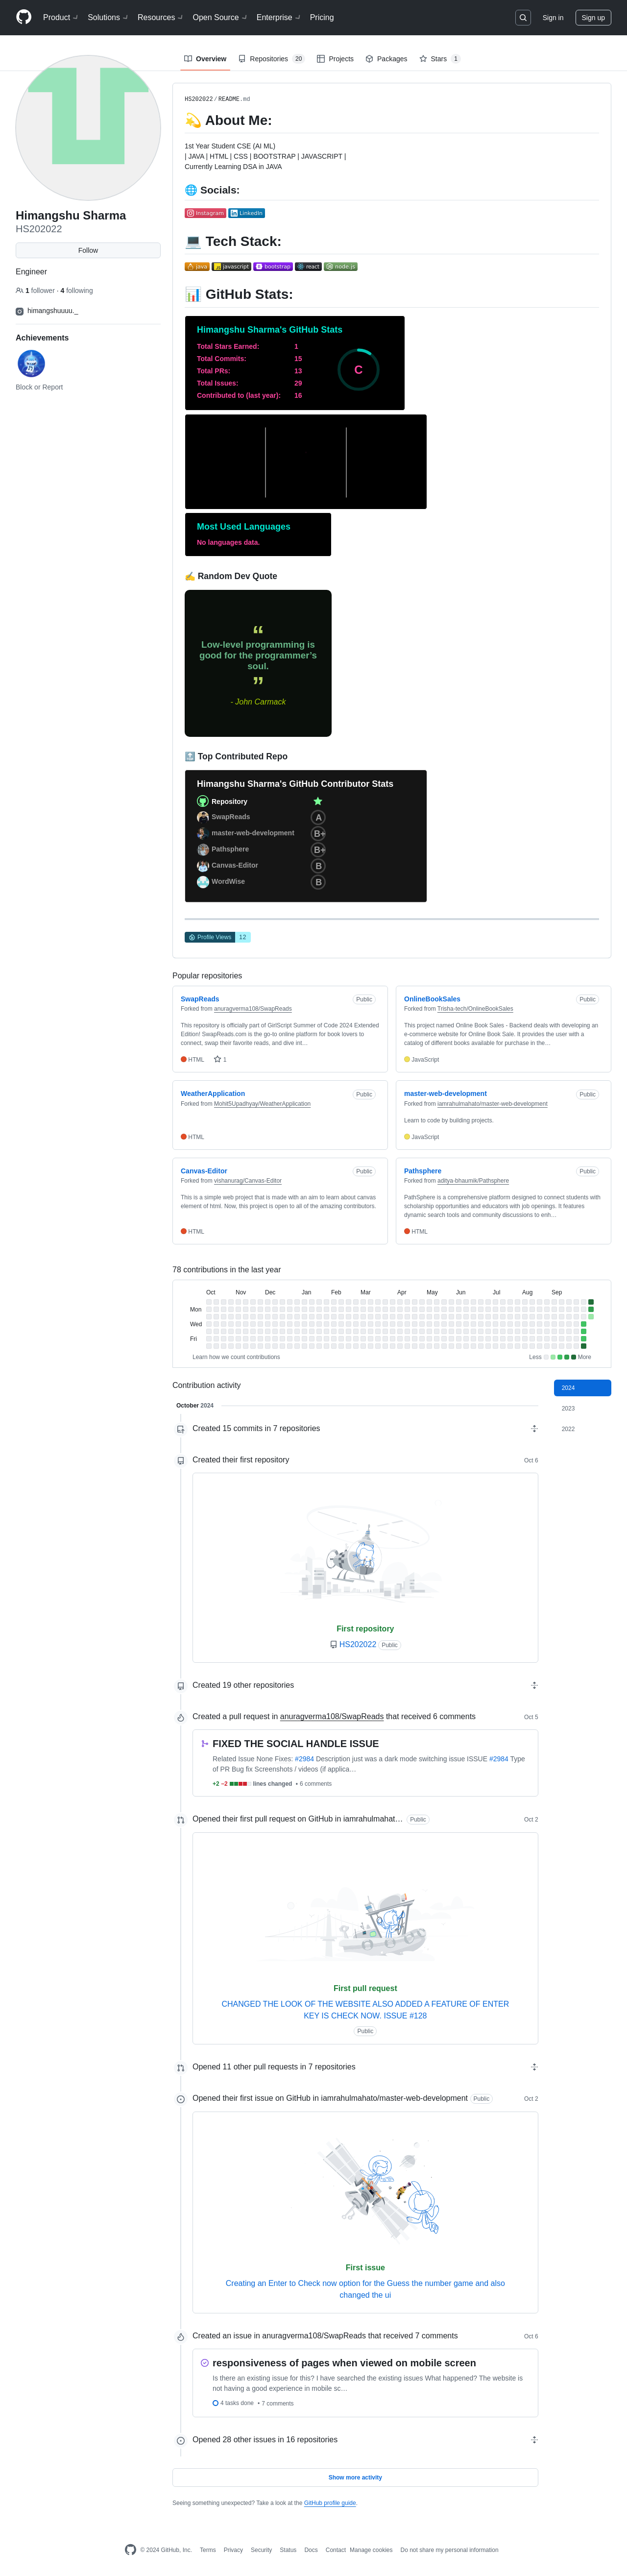 Product
Solutions
Resources
Open Source
Enterprise
Pricing
Sign in
Sign up
Overview
Repositories 20
Projects
Packages
Stars 1
Himangshu Sharma
HS202022
Follow
Engineer
1 follower · 4 following
himangshuuuu._
Achievements
Block or Report
HS202022 / README.md
💫 About Me:
1st Year Student CSE (AI ML)
| JAVA | HTML | CSS | BOOTSTRAP | JAVASCRIPT |
Currently Learning DSA in JAVA
🌐 Socials:
Instagram LinkedIn
💻 Tech Stack:
java javascript bootstrap react node.js
📊 GitHub Stats:
Himangshu Sharma's GitHub Stats
Total Stars Earned: 1
Total Commits: 15
Total PRs: 13
Total Issues: 29
Contributed to (last year): 16
C
Most Used Languages
No languages data.
✍️ Random Dev Quote
“
Low-level programming is
good for the programmer’s
soul.
”
- John Carmack
🔝 Top Contributed Repo
Himangshu Sharma's GitHub Contributor Stats
Repository
SwapReads A
master-web-development B+
Pathsphere B+
Canvas-Editor B
WordWise B
Profile Views 12
Popular repositories
SwapReads Public
Forked from anuragverma108/SwapReads
This repository is officially part of GirlScript Summer of Code 2024 Extended
Edition! SwapReads.com is the go-to online platform for book lovers to
connect, swap their favorite reads, and dive int…
HTML 1
OnlineBookSales Public
Forked from Trisha-tech/OnlineBookSales
This project named Online Book Sales - Backend deals with developing an
e-commerce website for Online Book Sale. It provides the user with a
catalog of different books available for purchase in the…
JavaScript
WeatherApplication Public
Forked from Mohit5Upadhyay/WeatherApplication
HTML
master-web-development Public
Forked from iamrahulmahato/master-web-development
Learn to code by building projects.
JavaScript
Canvas-Editor Public
Forked from vishanurag/Canvas-Editor
This is a simple web project that is made with an aim to learn about canvas
element of html. Now, this project is open to all of the amazing contributors.
HTML
Pathsphere Public
Forked from aditya-bhaumik/Pathsphere
PathSphere is a comprehensive platform designed to connect students with
scholarship opportunities and educators with job openings. It features
dynamic search tools and community discussions to enh…
HTML
78 contributions in the last year
Oct Nov Dec Jan Feb Mar Apr May Jun Jul Aug Sep
Mon
Wed
Fri
Learn how we count contributions
Less More
Contribution activity
2024
2023
2022
October 2024
Created 15 commits in 7 repositories
Created their first repository Oct 6
First repository
HS202022 Public
Created 19 other repositories
Created a pull request in anuragverma108/SwapReads that received 6 comments Oct 5
FIXED THE SOCIAL HANDLE ISSUE
Related Issue None Fixes: #2984 Description just was a dark mode switching issue ISSUE #2984 Type
of PR Bug fix Screenshots / videos (if applica…
+2 −2 lines changed • 6 comments
Opened their first pull request on GitHub in iamrahulmahat… Public Oct 2
First pull request
CHANGED THE LOOK OF THE WEBSITE ALSO ADDED A FEATURE OF ENTER
KEY IS CHECK NOW. ISSUE #128
Public
Opened 11 other pull requests in 7 repositories
Opened their first issue on GitHub in iamrahulmahato/master-web-development Public Oct 2
First issue
Creating an Enter to Check now option for the Guess the number game and also
changed the ui
Created an issue in anuragverma108/SwapReads that received 7 comments Oct 6
responsiveness of pages when viewed on mobile screen
Is there an existing issue for this? I have searched the existing issues What happened? The website is
not having a good experience in mobile sc…
4 tasks done • 7 comments
Opened 28 other issues in 16 repositories
Show more activity
Seeing something unexpected? Take a look at the GitHub profile guide.
© 2024 GitHub, Inc.
Terms
Privacy
Security
Status
Docs
Contact
Manage cookies
Do not share my personal information